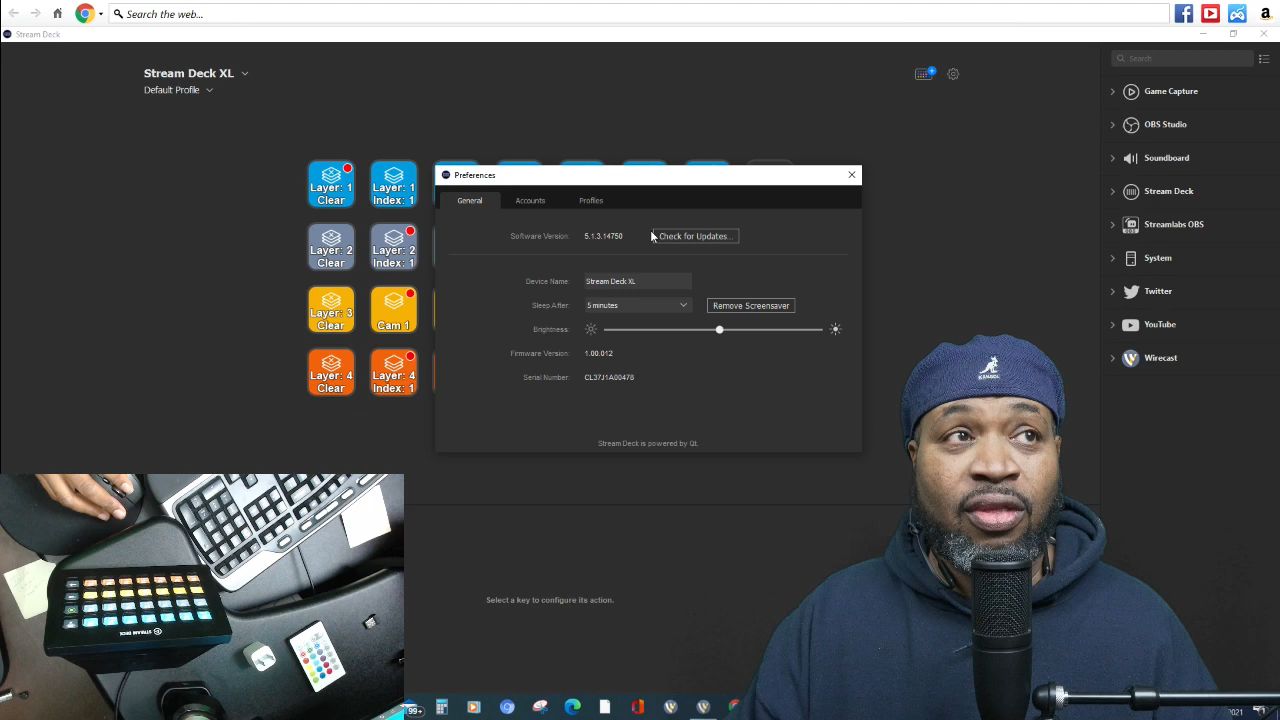 Search the web...
Stream Deck
Stream Deck XL
Default Profile
Search
Game Capture
OBS Studio
Soundboard
Stream Deck
Streamlabs OBS
System
Twitter
YouTube
Wirecast
Layer: 1
Clear
Layer: 1
Index: 1
Layer: 2
Clear
Layer: 2
Index: 1
Layer: 3
Clear
Cam 1
Layer: 4
Clear
Layer: 4
Index: 1
Preferences
General Accounts Profiles
Software Version: 5.1.3.14750 Check for Updates...
Device Name: Stream Deck XL
Sleep After: 5 minutes Remove Screensaver
Brightness:
Firmware Version: 1.00.012
Serial Number: CL37J1A00478
Stream Deck is powered by Qt.
Select a key to configure its action.
KANGOL
STREAM DECK
99+
2021